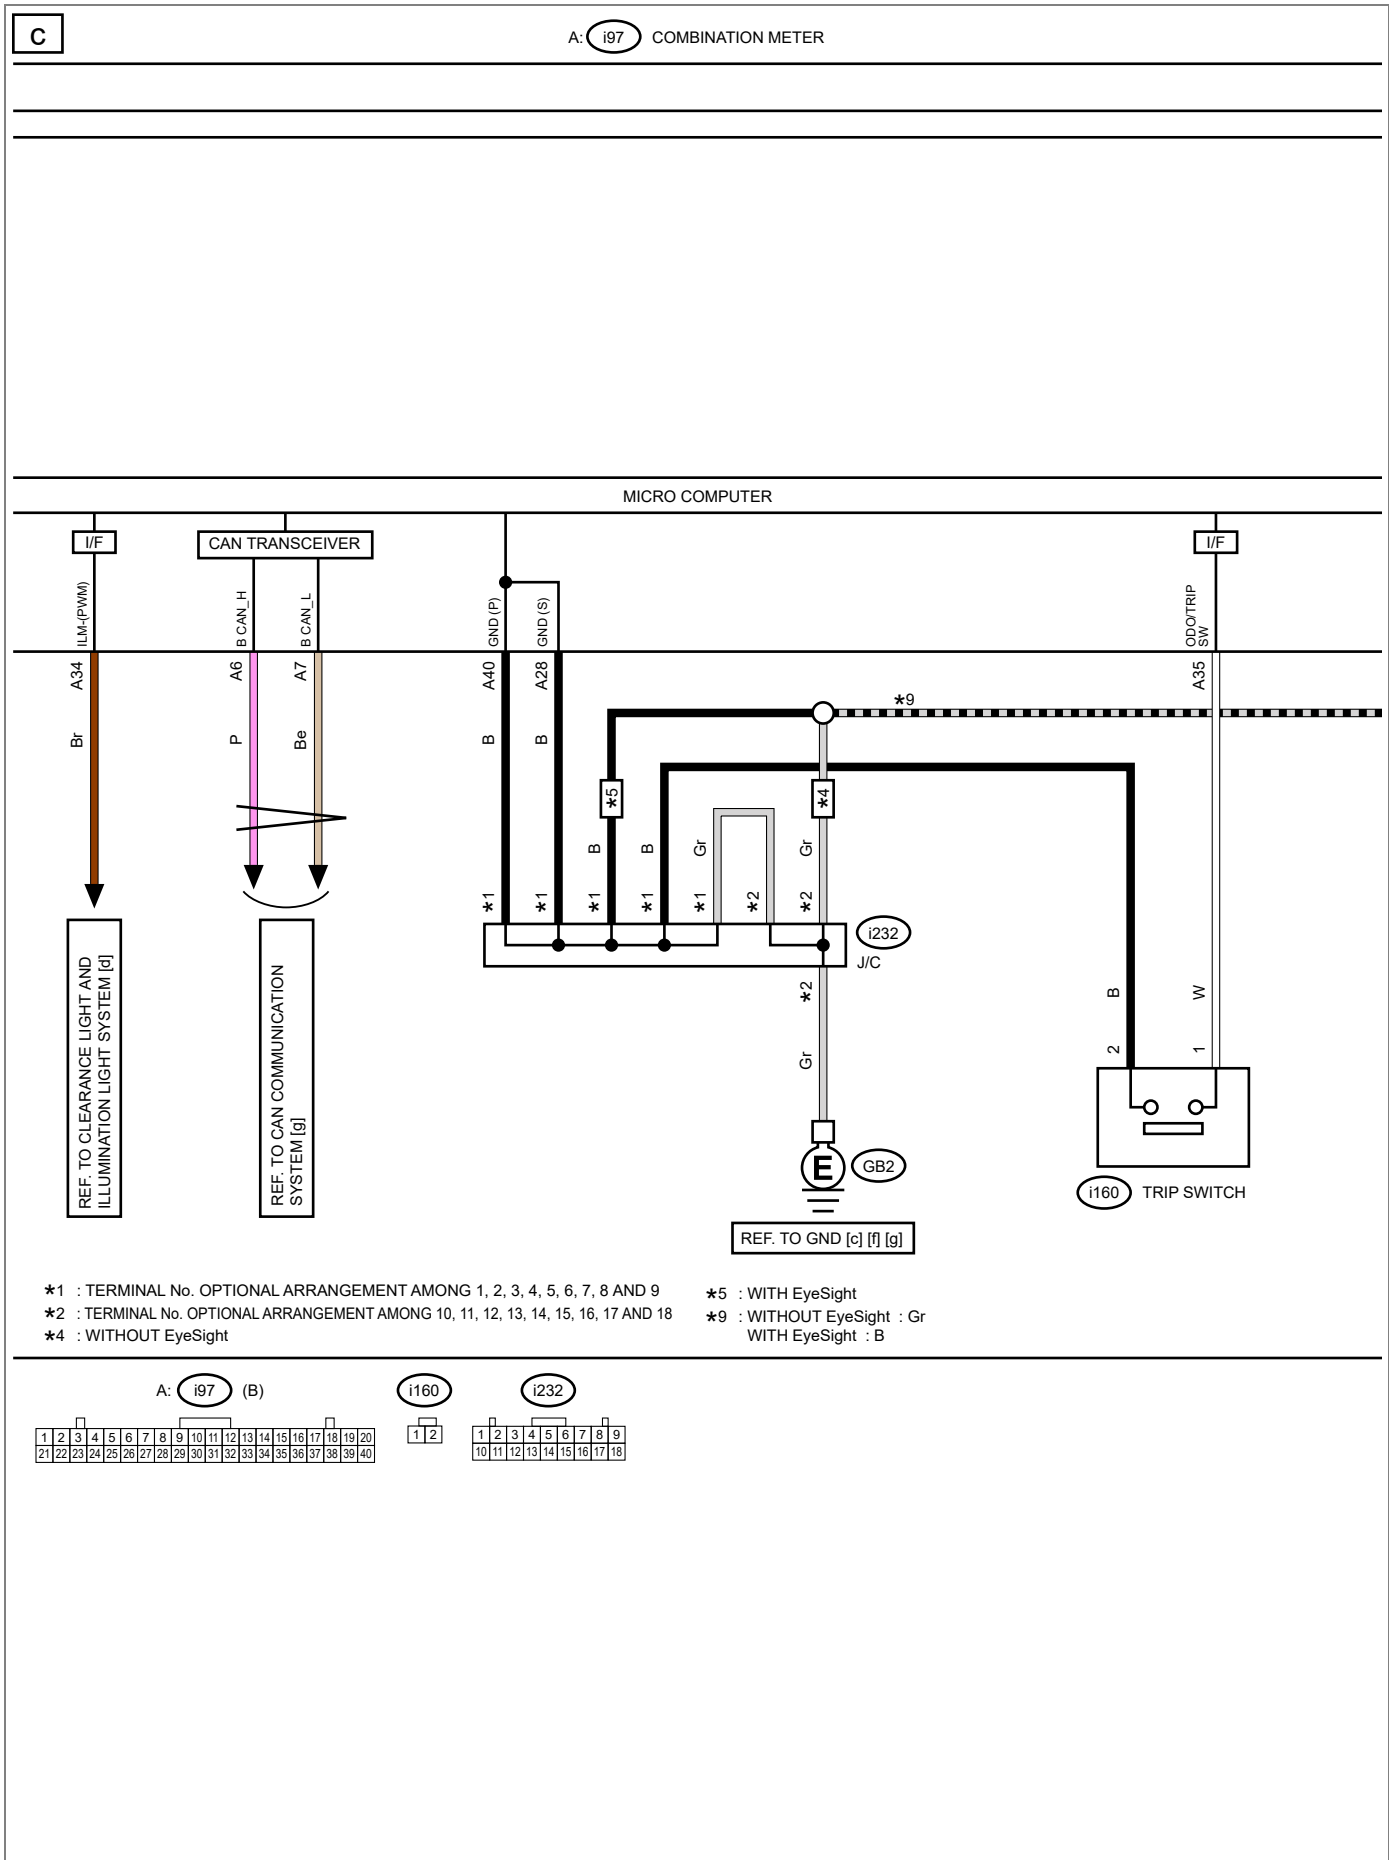 C
A: i97 COMBINATION METER
MICRO COMPUTER
I/F
CAN TRANSCEIVER
I/F
ILM-(PWM)
B CAN_H
B CAN_L
GND (P)
GND (S)
ODO/TRIP
SW
A34
A6
A7
A40
A28
A35
*9
Br
P
Be
B
B
*5
*4
B
B
Gr
Gr
*1
*1
*1
*1
*1
*2
*2
i232
J/C
REF. TO CLEARANCE LIGHT AND
ILLUMINATION LIGHT SYSTEM [d]
REF. TO CAN COMMUNICATION
SYSTEM [g]
*2
Gr
B
W
2
1
E
GB2
i160 TRIP SWITCH
REF. TO GND [c] [f] [g]
*1 : TERMINAL No. OPTIONAL ARRANGEMENT AMONG 1, 2, 3, 4, 5, 6, 7, 8 AND 9
*2 : TERMINAL No. OPTIONAL ARRANGEMENT AMONG 10, 11, 12, 13, 14, 15, 16, 17 AND 18
*4 : WITHOUT EyeSight
*5 : WITH EyeSight
*9 : WITHOUT EyeSight : Gr
WITH EyeSight : B
A: i97 (B)
1 2 3 4 5 6 7 8 9 10 11 12 13 14 15 16 17 18 19 20
21 22 23 24 25 26 27 28 29 30 31 32 33 34 35 36 37 38 39 40
i160
1 2
i232
1 2 3 4 5 6 7 8 9
10 11 12 13 14 15 16 17 18